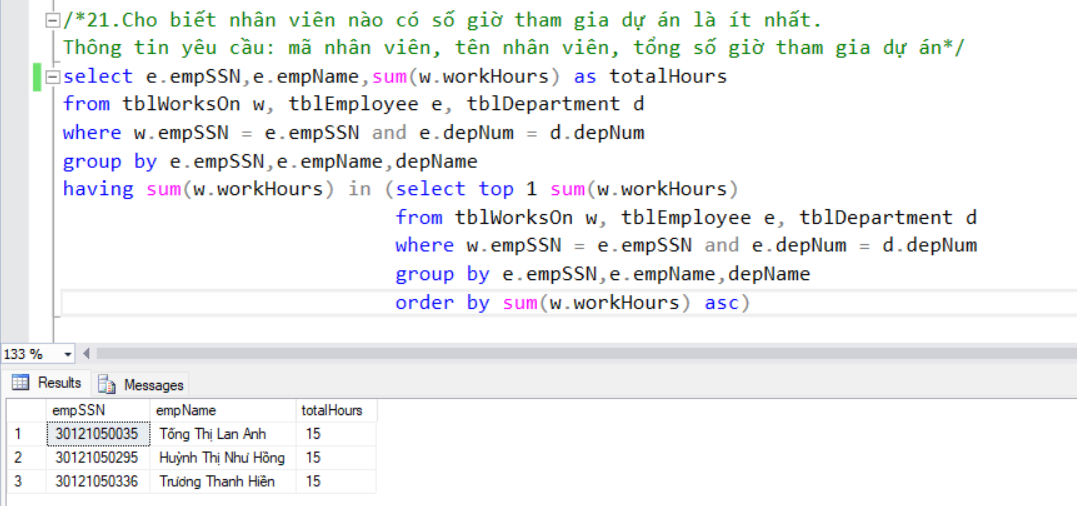 /*21.Cho biết nhân viên nào có số giờ tham gia dự án là ít nhất.
Thông tin yêu cầu: mã nhân viên, tên nhân viên, tổng số giờ tham gia dự án*/
select e.empSSN,e.empName,sum(w.workHours) as totalHours
from tblWorksOn w, tblEmployee e, tblDepartment d
where w.empSSN = e.empSSN and e.depNum = d.depNum
group by e.empSSN,e.empName,depName
having sum(w.workHours) in (select top 1 sum(w.workHours)
from tblWorksOn w, tblEmployee e, tblDepartment d
where w.empSSN = e.empSSN and e.depNum = d.depNum
group by e.empSSN,e.empName,depName
order by sum(w.workHours) asc)
133 %
Results Messages
empSSN empName totalHours
1 30121050035 Tống Thị Lan Anh 15
2 30121050295 Huỳnh Thị Như Hồng 15
3 30121050336 Trương Thanh Hiền 15